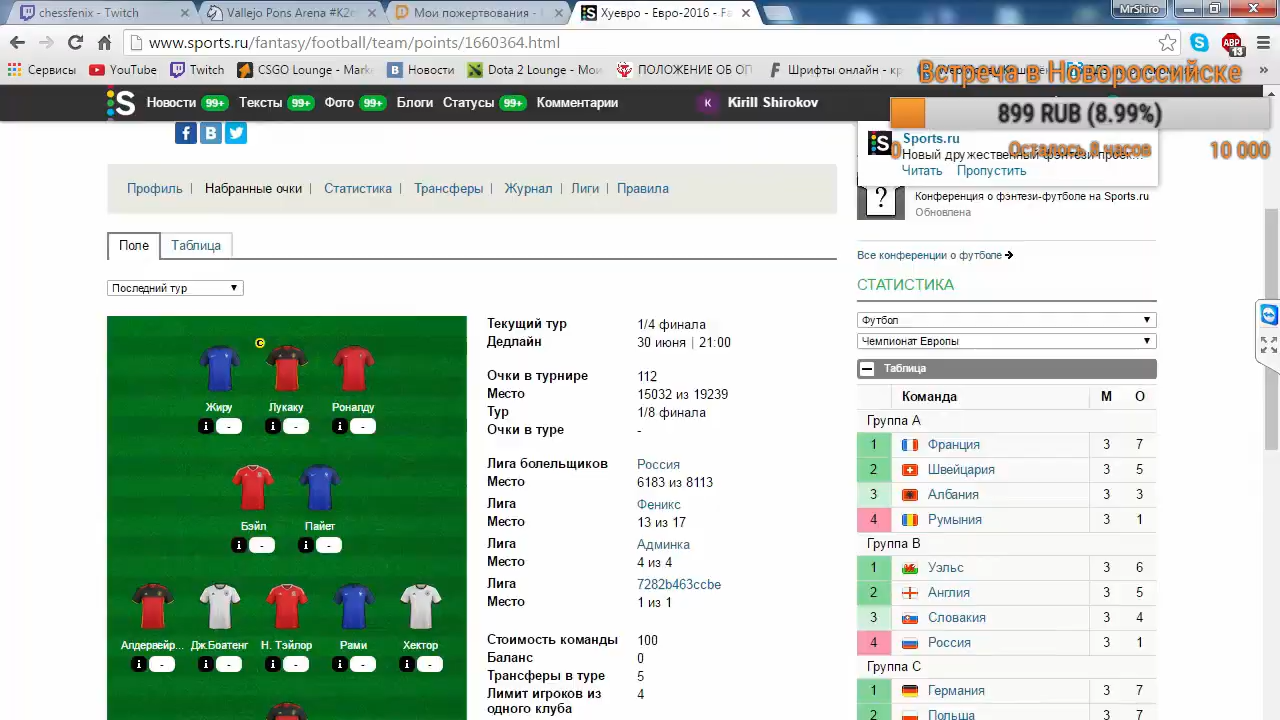 chessfenix - Twitch
Vallejo Pons Arena #K2o
Мои пожертвования - П
Хуевро - Евро-2016 - Fa
MrShiro
www.sports.ru/fantasy/football/team/points/1660364.html
13
Сервисы
YouTube
Twitch
CSGO Lounge - Mark
Новости
Dota 2 Lounge - Мои
ПОЛОЖЕНИЕ ОБ ОП
Шрифты онлайн - кр
Встреча в Новороссийске
Новости 99+
Тексты 99+
Фото 99+
Блоги
Статусы 99+
Комментарии
K Kirill Shirokov
899 RUB (8.99%)
0
Осталось 8 часов
10 000
Sports.ru
Новый дружественный фэнтези-проек...
Читать Пропустить
Профиль | Набранные очки | Статистика | Трансферы | Журнал | Лиги | Правила
Конференция о фэнтези-футболе на Sports.ru
Обновлена
Все конференции о футболе
Поле
Таблица
Последний тур
Жиру
Лукаку
Роналду
Бэйл
Пайет
Алдервейр...
Дж.Боатенг
Н. Тэйлор
Рами
Хектор
Текущий тур 1/4 финала
Дедлайн 30 июня | 21:00
Очки в турнире 112
Место 15032 из 19239
Тур 1/8 финала
Очки в туре -
Лига болельщиков Россия
Место 6183 из 8113
Лига Феникс
Место 13 из 17
Лига Админка
Место 4 из 4
Лига 7282b463ccbe
Место 1 из 1
Стоимость команды 100
Баланс 0
Трансферы в туре 5
Лимит игроков из 4
одного клуба
СТАТИСТИКА
Футбол
Чемпионат Европы
Таблица
Команда М О
Группа A
1 Франция 3 7
2 Швейцария 3 5
3 Албания 3 3
4 Румыния 3 1
Группа B
1 Уэльс 3 6
2 Англия 3 5
3 Словакия 3 4
4 Россия 3 1
Группа C
1 Германия 3 7
2 Польша 3 7